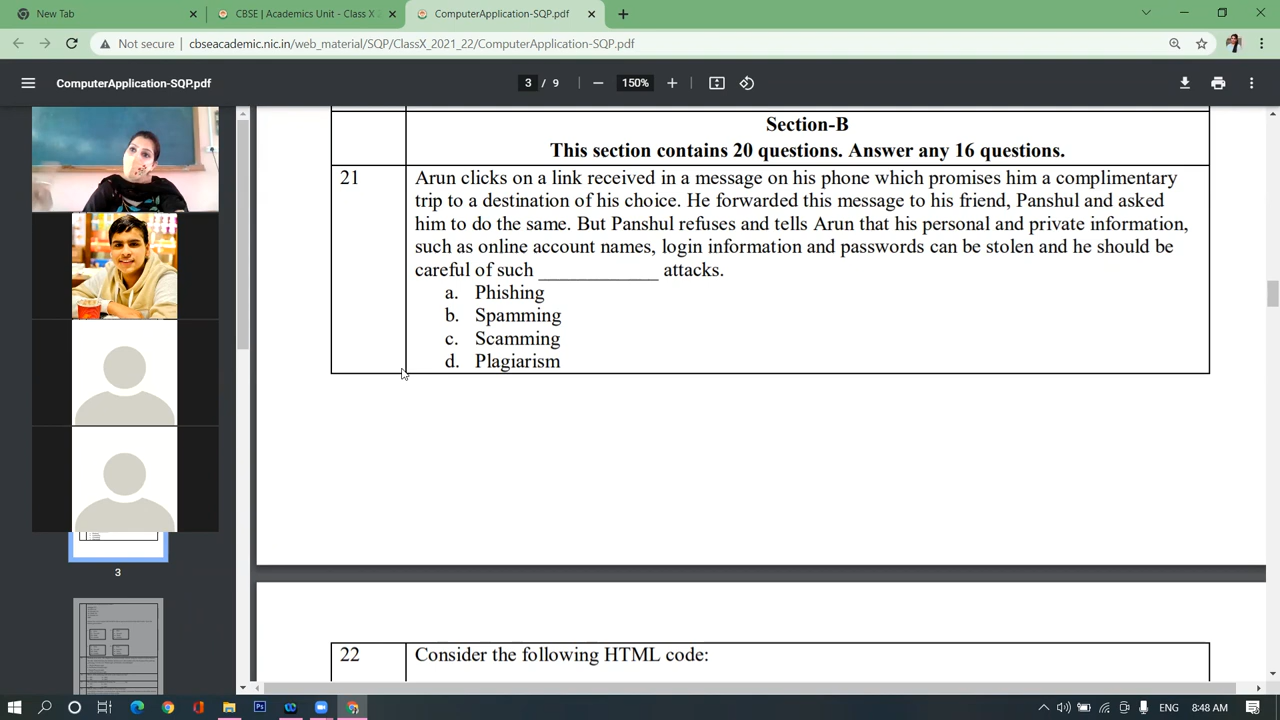 New Tab
CBSE | Academics Unit - Class X
ComputerApplication-SQP.pdf
Not secure
cbseacademic.nic.in/web_material/SQP/ClassX_2021_22/ComputerApplication-SQP.pdf
ComputerApplication-SQP.pdf
3 / 9
150%
Section-B
This section contains 20 questions. Answer any 16 questions.
21
Arun clicks on a link received in a message on his phone which promises him a complimentary
trip to a destination of his choice. He forwarded this message to his friend, Panshul and asked
him to do the same. But Panshul refuses and tells Arun that his personal and private information,
such as online account names, login information and passwords can be stolen and he should be
careful of such ____________ attacks.
a. Phishing
b. Spamming
c. Scamming
d. Plagiarism
3
22
Consider the following HTML code:
8:48 AM